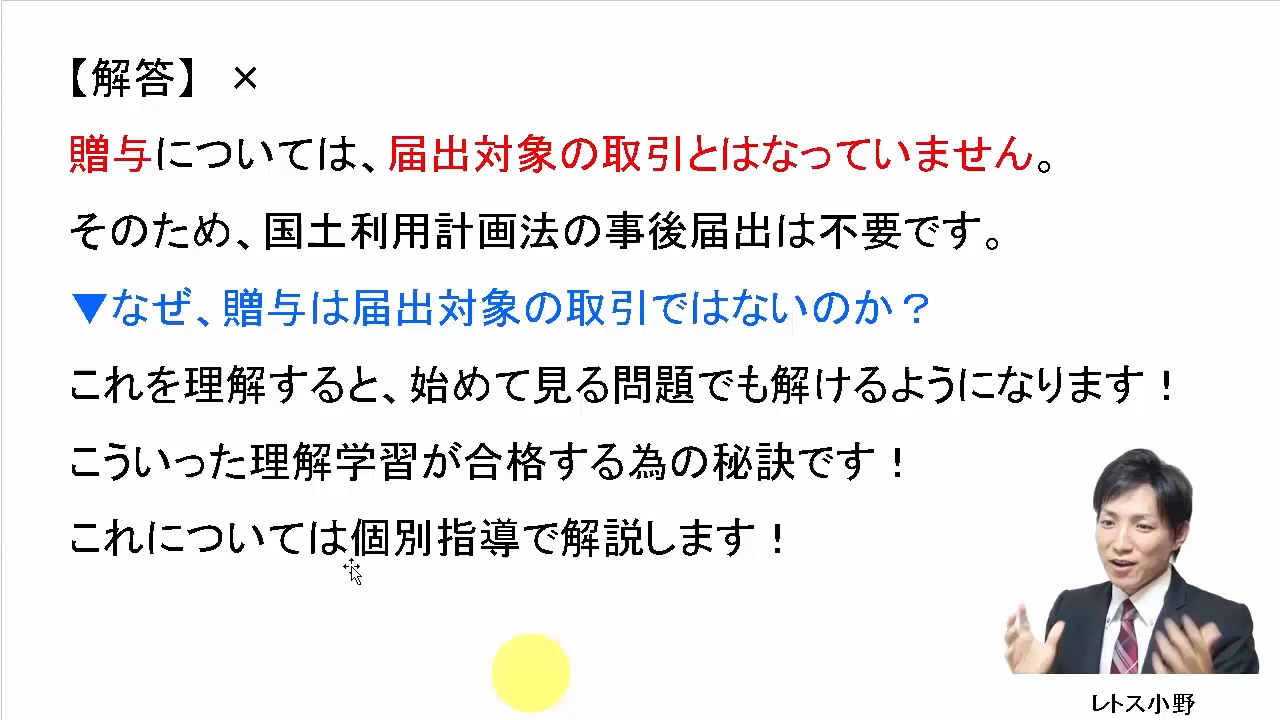 【解答】 ×
贈与については、届出対象の取引とはなっていません。
そのため、国土利用計画法の事後届出は不要です。
▼なぜ、贈与は届出対象の取引ではないのか？
これを理解すると、始めて見る問題でも解けるようになります！
こういった理解学習が合格する為の秘訣です！
これについては個別指導で解説します！
レトス小野